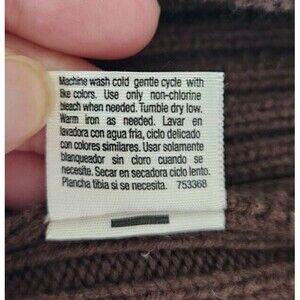 Machine wash cold gentle cycle with
like colors. Use only non-chlorine
bleach when needed. Tumble dry low.
Warm iron as needed. Lavar en
lavadora con agua fria, ciclo delicado
con colores similares. Usar solamente
blanqueador sin cloro cuando se
necesite. Secar en secadora ciclo lento.
Plancha tibia si se necesita. 753368